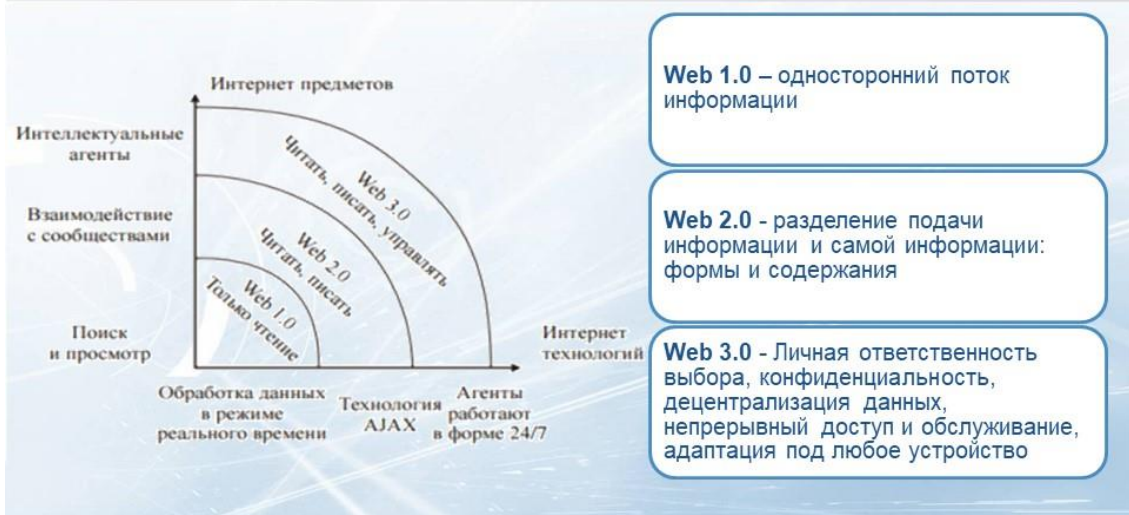 Интернет предметов
Интеллектуальные
агенты
Взаимодействие
с сообществами
Поиск
и просмотр
Web 3.0
Читать, писать, управлять
Web 2.0
Читать, писать
Web 1.0
Только чтение
Интернет
технологий
Обработка данных
в режиме
реального времени
Технология
AJAX
Агенты
работают
в форме 24/7
Web 1.0 – односторонний поток
информации
Web 2.0 - разделение подачи
информации и самой информации:
формы и содержания
Web 3.0 - Личная ответственность
выбора, конфиденциальность,
децентрализация данных,
непрерывный доступ и обслуживание,
адаптация под любое устройство